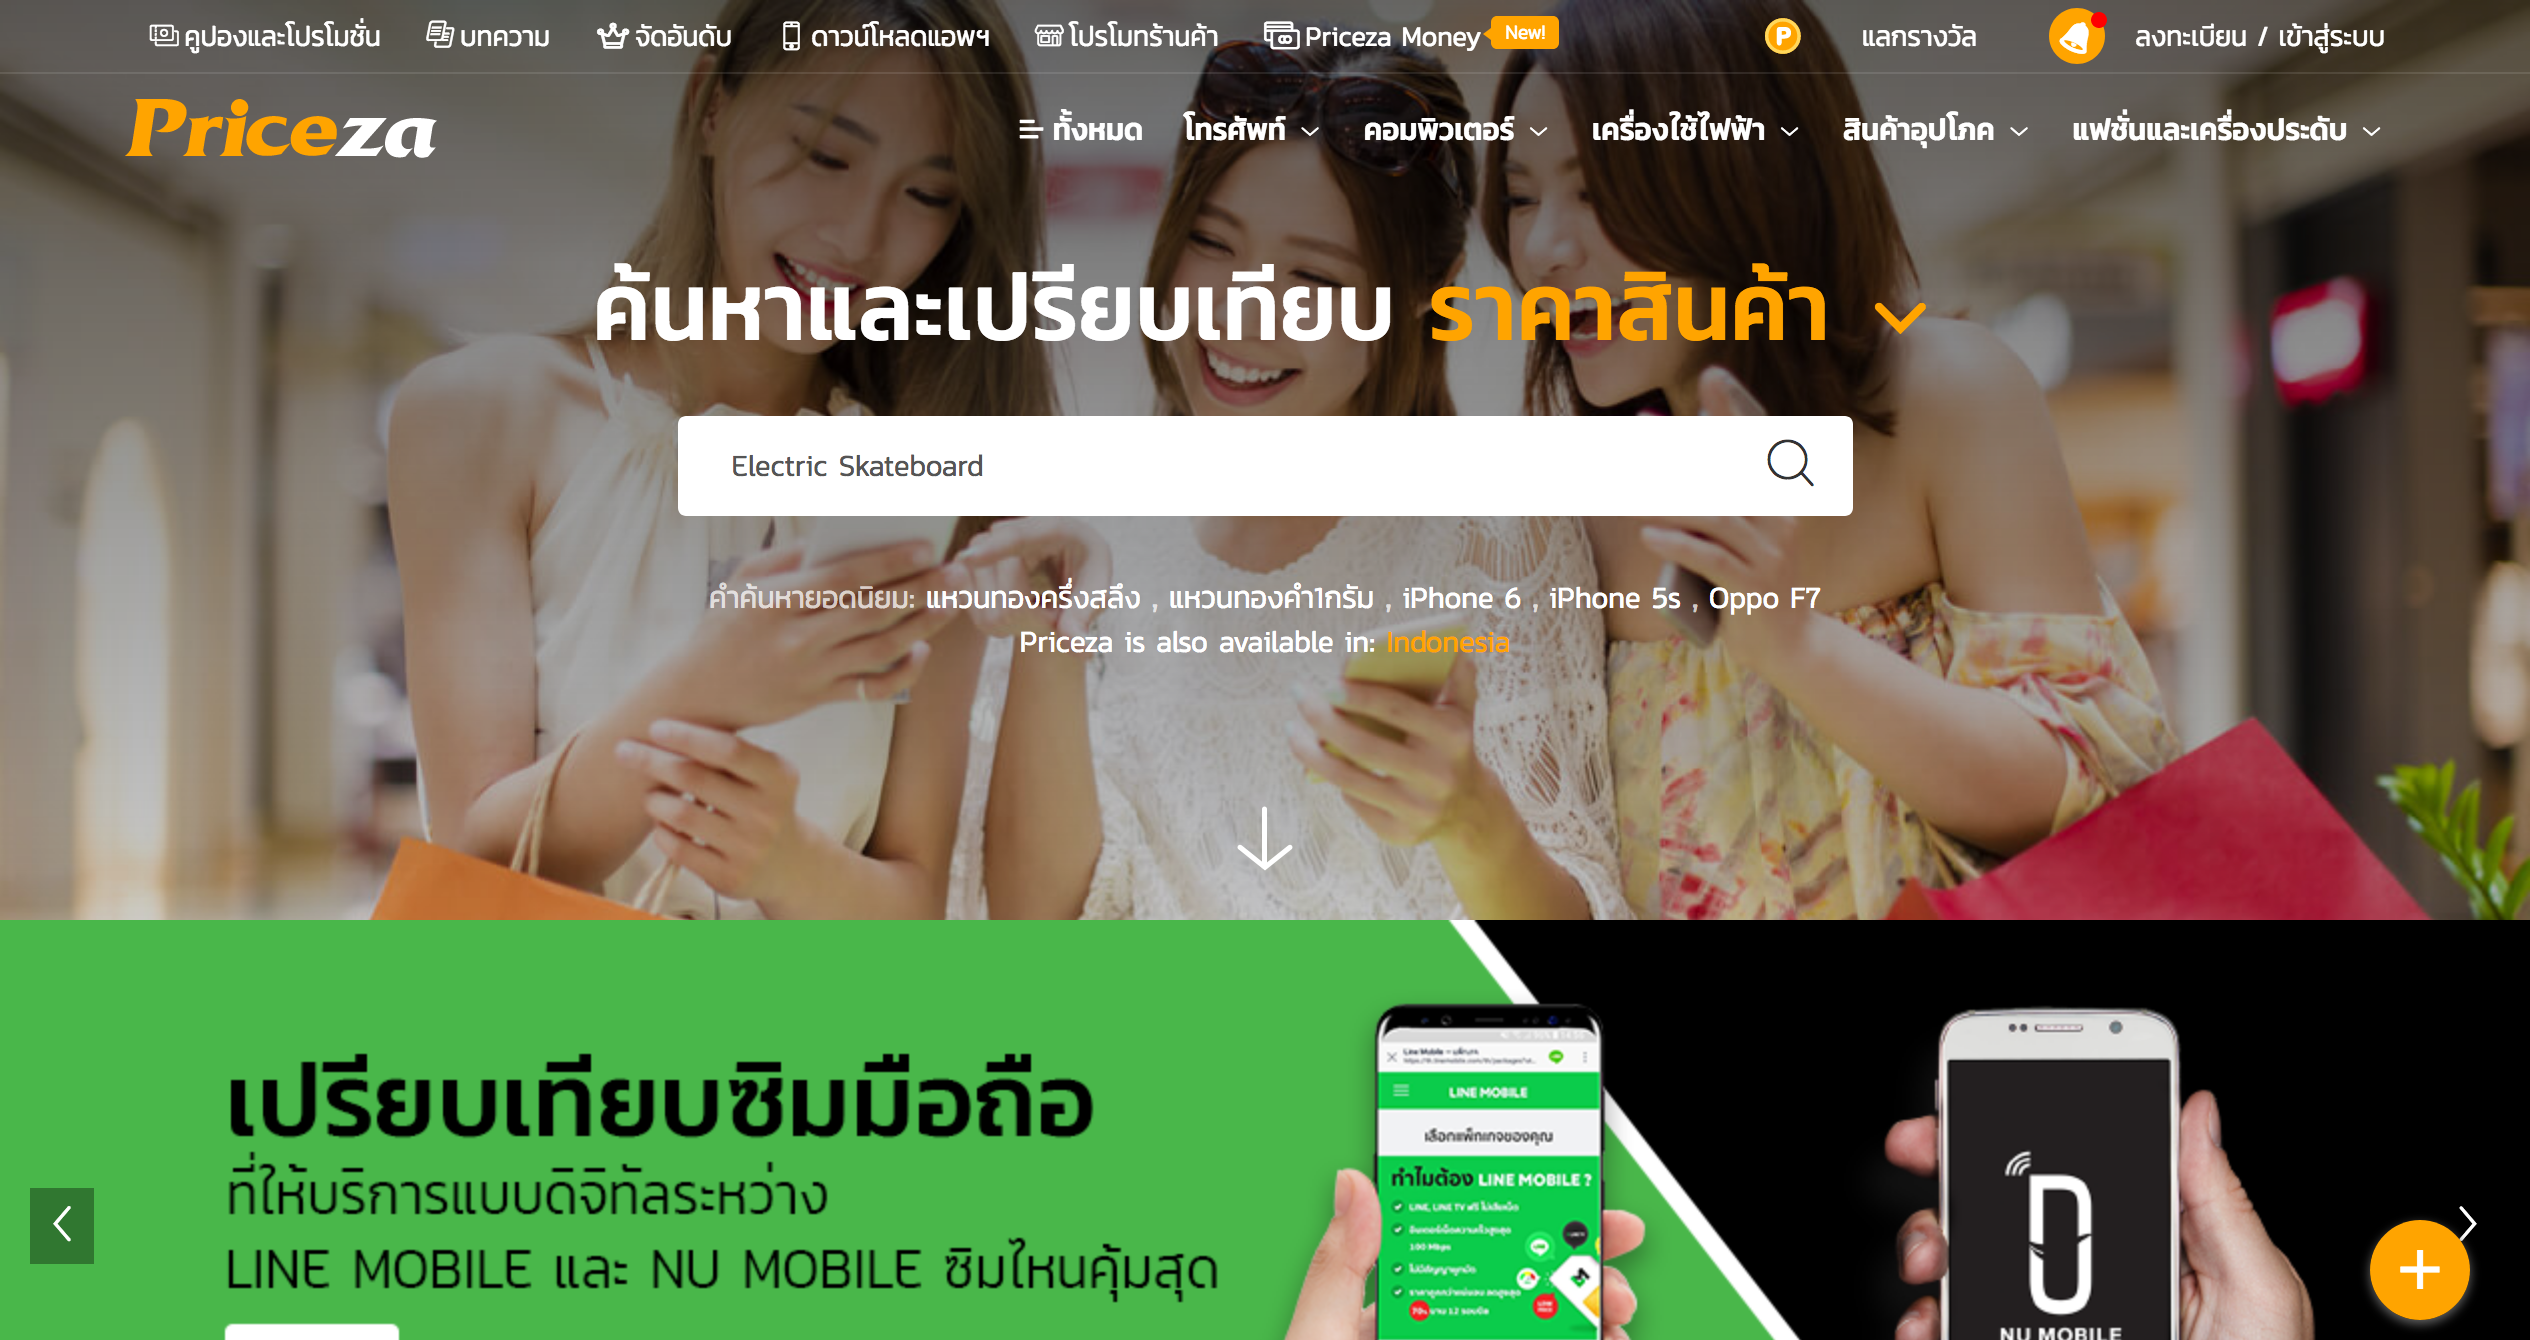 คูปองและโปรโมชั่น บทความ จัดอันดับ ดาวน์โหลดแอพฯ โปรโมทร้านค้า Priceza Money New! P แลกรางวัล ลงทะเบียน / เข้าสู่ระบบ
Priceza ทั้งหมด โทรศัพท์ คอมพิวเตอร์ เครื่องใช้ไฟฟ้า สินค้าอุปโภค แฟชั่นและเครื่องประดับ
ค้นหาและเปรียบเทียบ ราคาสินค้า
Electric Skateboard
คำค้นหายอดนิยม: แหวนทองครึ่งสลึง , แหวนทองคำ1กรัม , iPhone 6 , iPhone 5s , Oppo F7
Priceza is also available in: Indonesia
เปรียบเทียบซิมมือถือ
ที่ให้บริการแบบดิจิทัลระหว่าง
LINE MOBILE และ NU MOBILE ซิมไหนคุ้มสุด
LINE MOBILE
เลือกแพ็กเกจของคุณ
ทำไมต้อง LINE MOBILE ?
LINE, LINE TV ฟรี
100 Mbps
NU MOBILE